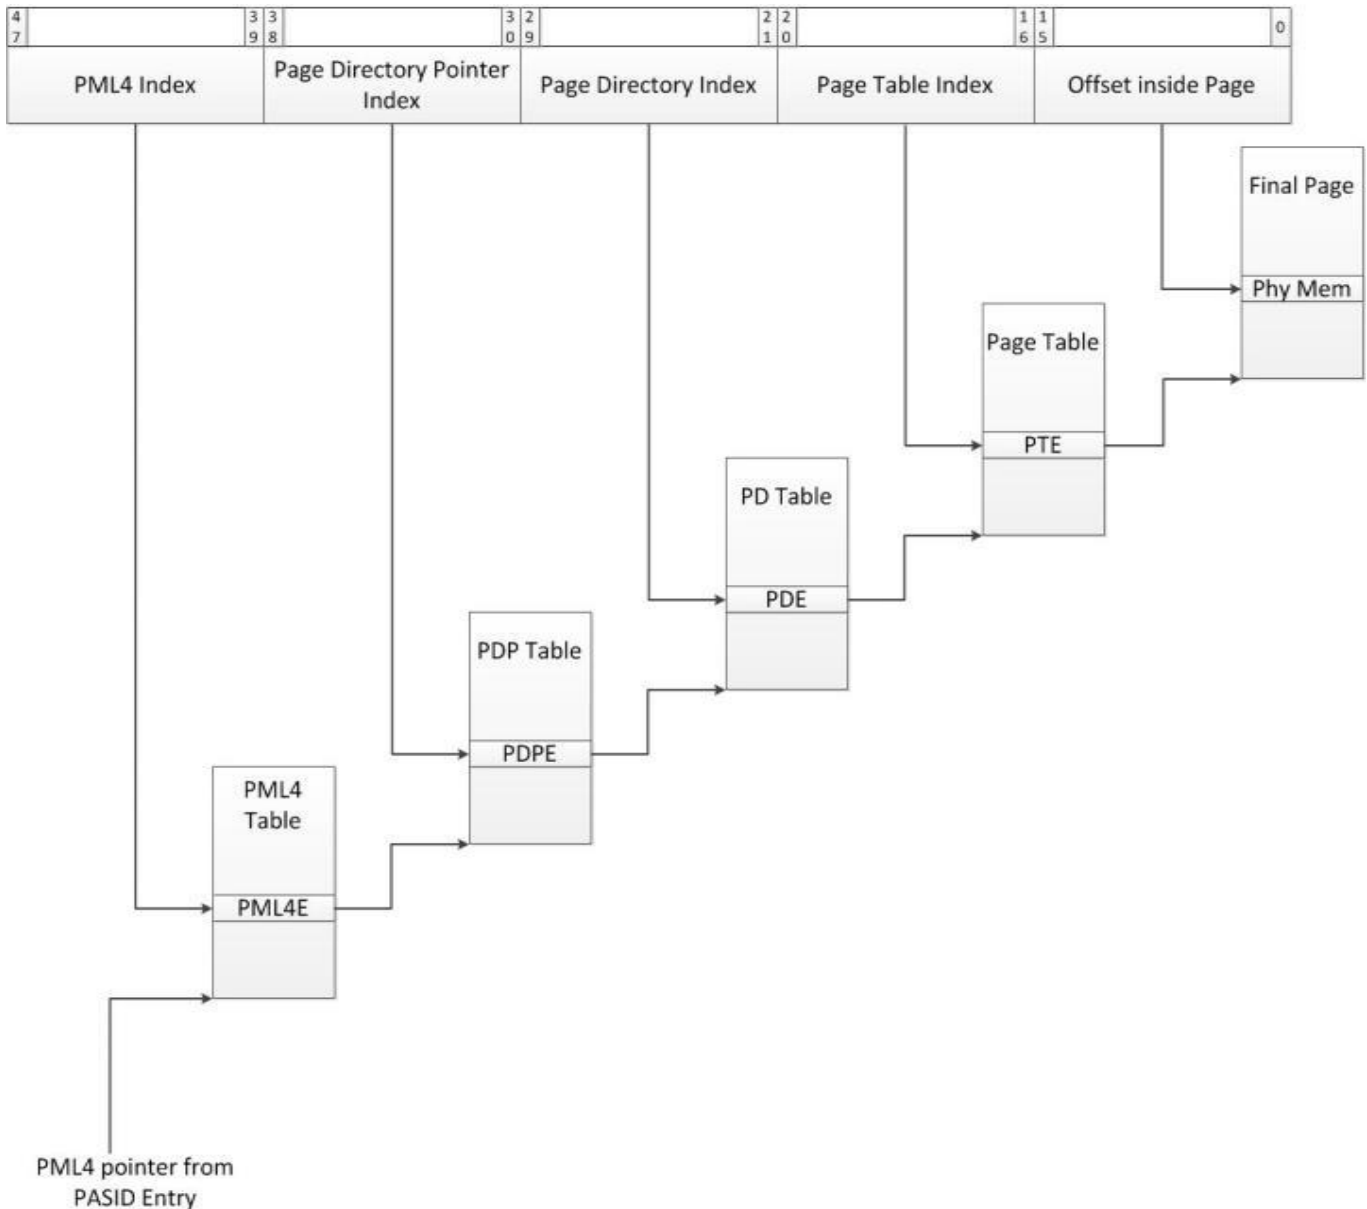 4 3 3 3 2 2 2 1 1 0
7 9 8 0 9 1 0 6 5
PML4 Index
Page Directory Pointer
Index
Page Directory Index
Page Table Index
Offset inside Page
Final Page
Phy Mem
Page Table
PTE
PD Table
PDE
PDP Table
PDPE
PML4
Table
PML4E
PML4 pointer from
PASID Entry